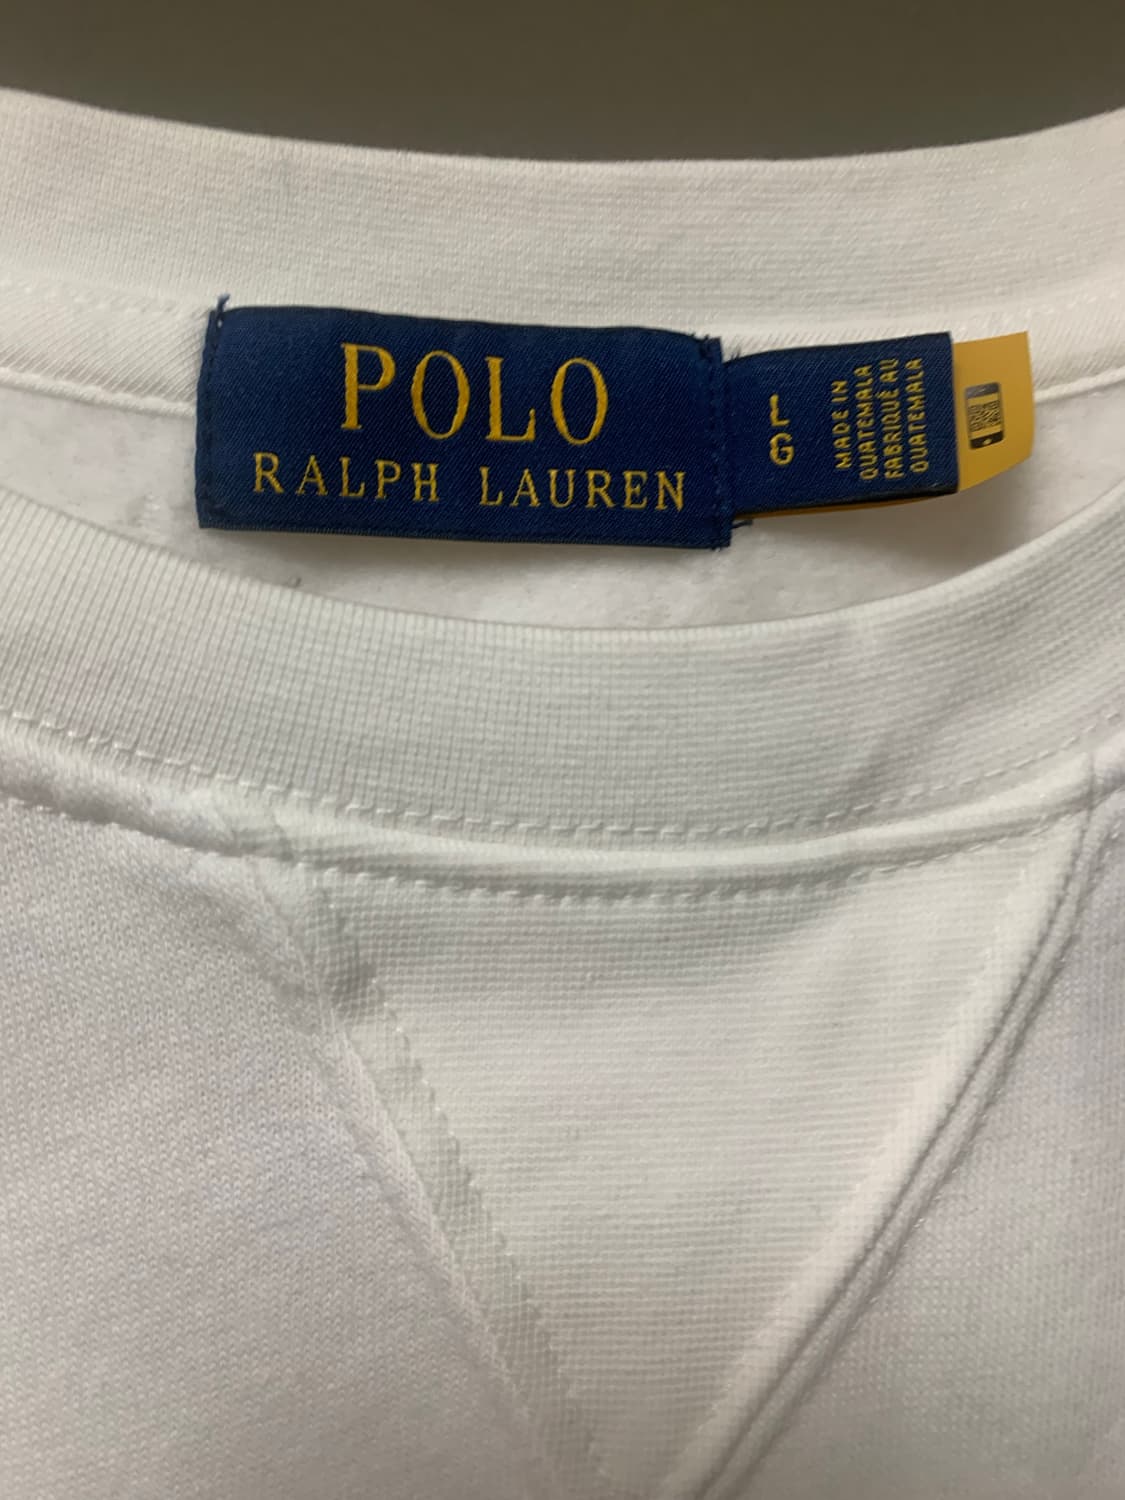 POLO
RALPH LAUREN
L
G
MADE IN
GUATEMALA
FABRIQUÉ AU
GUATEMALA